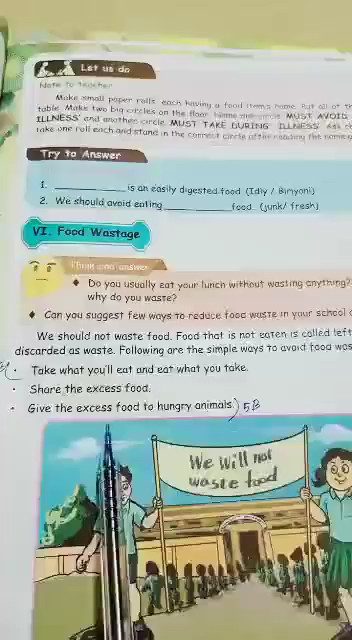 Let us do
Note to teacher
Make small paper rolls each having a food item's name. Put all of th
table. Make two big circles on the floor. Name one circle MUST AVOID
ILLNESS' and another circle 'MUST TAKE DURING ILLNESS'. Ask
take one roll each and stand in the correct circle after reading the name
Try to Answer
1. ____________ is an easily digested food (Idly / Biriyani)
2. We should avoid eating ____________ food (junk/ fresh)
VI. Food Wastage
Think and answer
♦ Do you usually eat your lunch without wasting anything?
why do you waste?
♦ Can you suggest few ways to reduce food waste in your school
We should not waste food. Food that is not eaten is called left
discarded as waste. Following are the simple ways to avoid food was
• Take what you'll eat and eat what you take.
• Share the excess food.
• Give the excess food to hungry animals.) 5B
We Will not
waste food